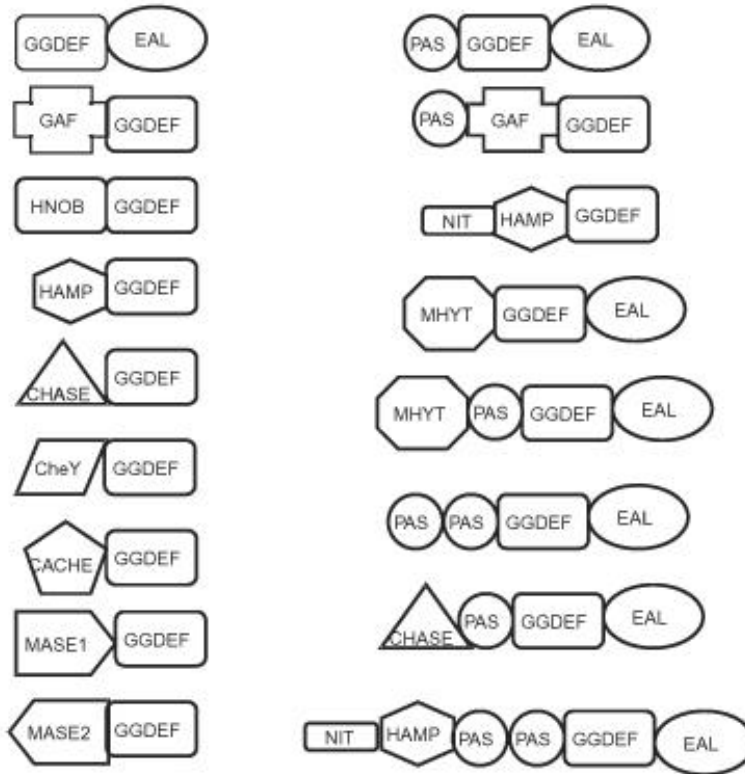 GGDEF EAL
GAF GGDEF
HNOB GGDEF
HAMP GGDEF
CHASE GGDEF
CheY GGDEF
CACHE GGDEF
MASE1 GGDEF
MASE2 GGDEF
PAS GGDEF EAL
PAS GAF GGDEF
NIT HAMP GGDEF
MHYT GGDEF EAL
MHYT PAS GGDEF EAL
PAS PAS GGDEF EAL
CHASE PAS GGDEF EAL
NIT HAMP PAS PAS GGDEF EAL